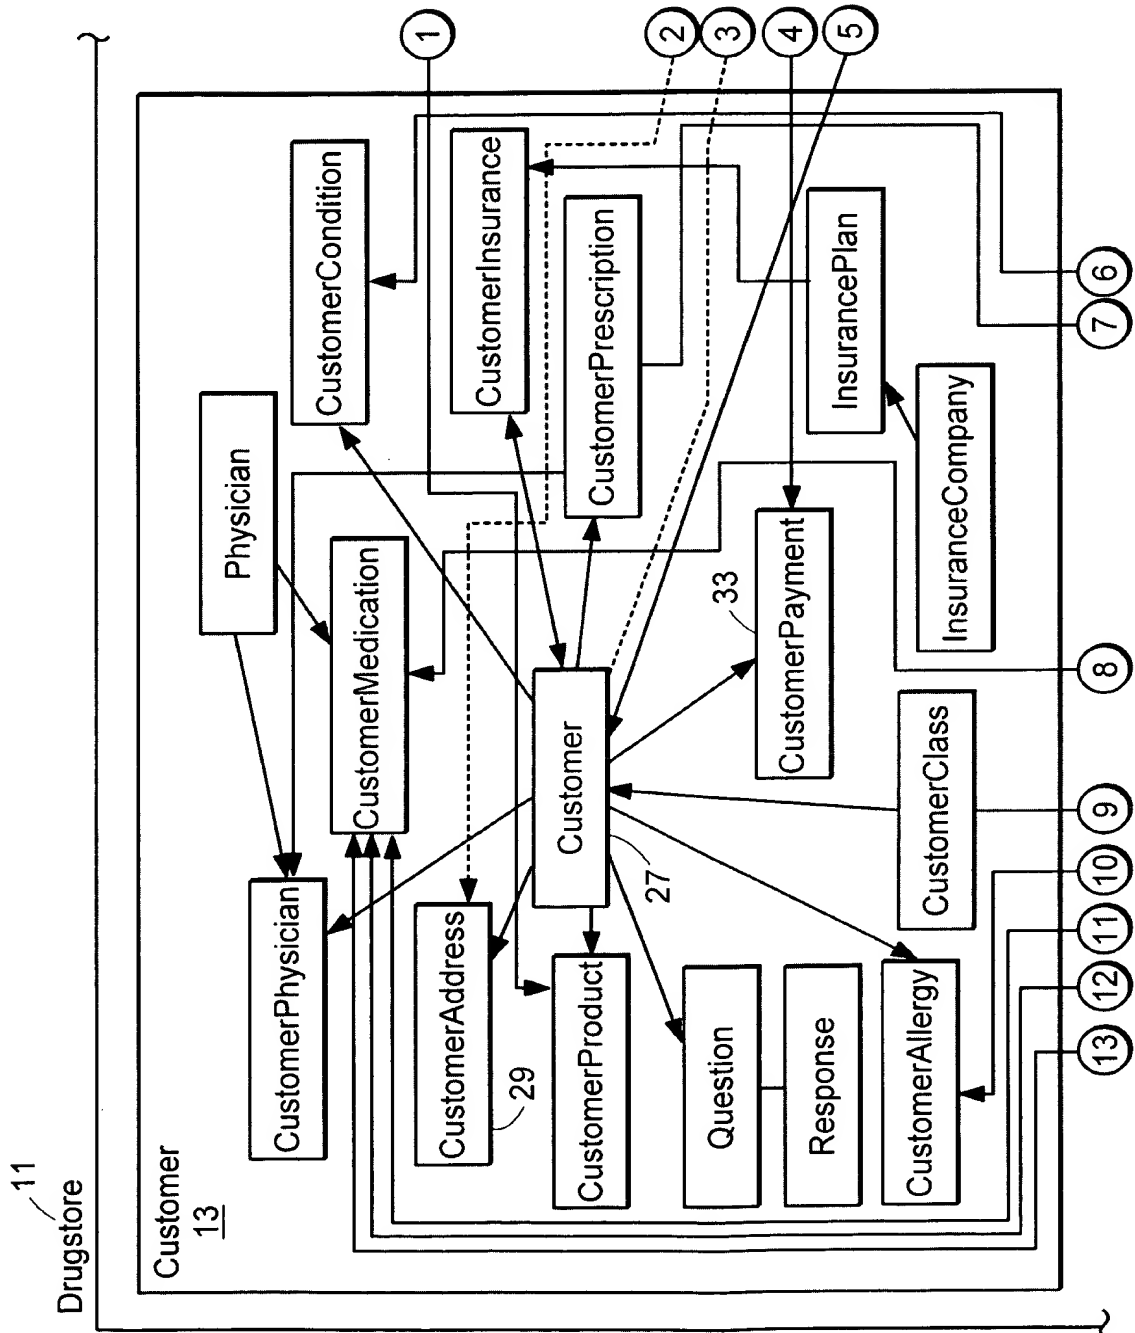 Drugstore
11
Customer
13
CustomerPhysician
Physician
CustomerMedication
CustomerCondition
CustomerAddress
29
CustomerInsurance
CustomerProduct
Customer
27
CustomerPrescription
Question
Response
CustomerPayment
33
InsurancePlan
CustomerAllergy
CustomerClass
InsuranceCompany
1
2
3
4
5
6
7
8
9
10
11
12
13